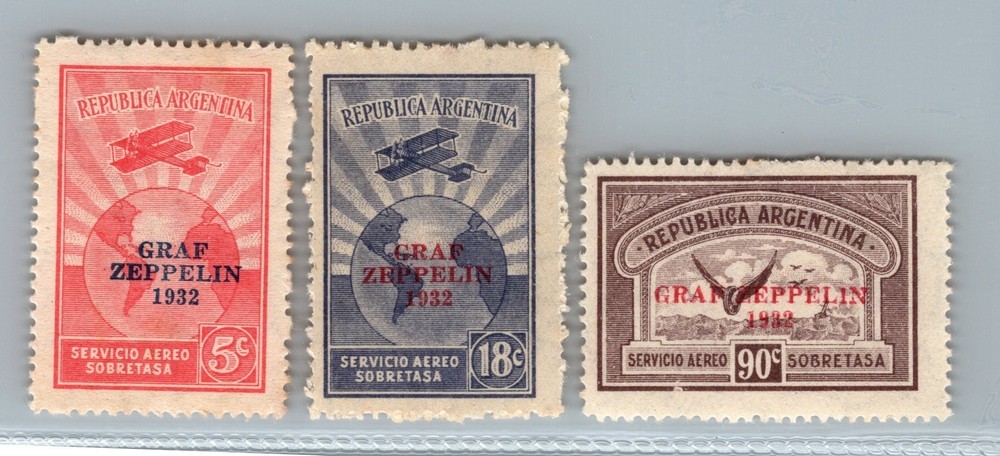 REPUBLICA ARGENTINA
GRAF
ZEPPELIN
1932
SERVICIO AEREO
SOBRETASA
5c
REPUBLICA ARGENTINA
GRAF
ZEPPELIN
1932
SERVICIO AEREO
SOBRETASA
18c
· REPUBLICA ARGENTINA ·
GRAF ZEPPELIN
1932
SERVICIO AEREO 90c SOBRETASA